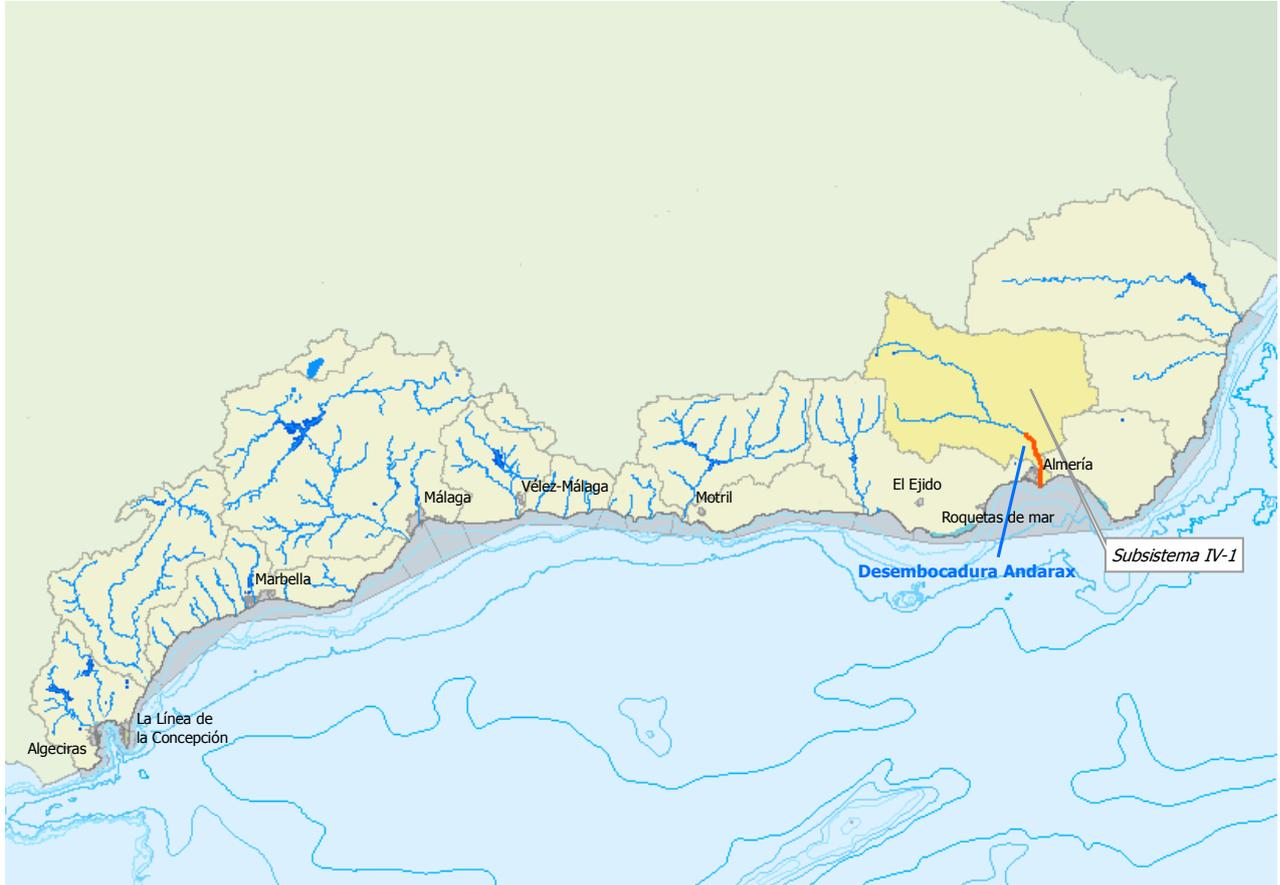 Almería
El Ejido
Vélez-Málaga
Málaga
Motril
Roquetas de mar
Subsistema IV-1
Desembocadura Andarax
Marbella
La Línea de
la Concepción
Algeciras